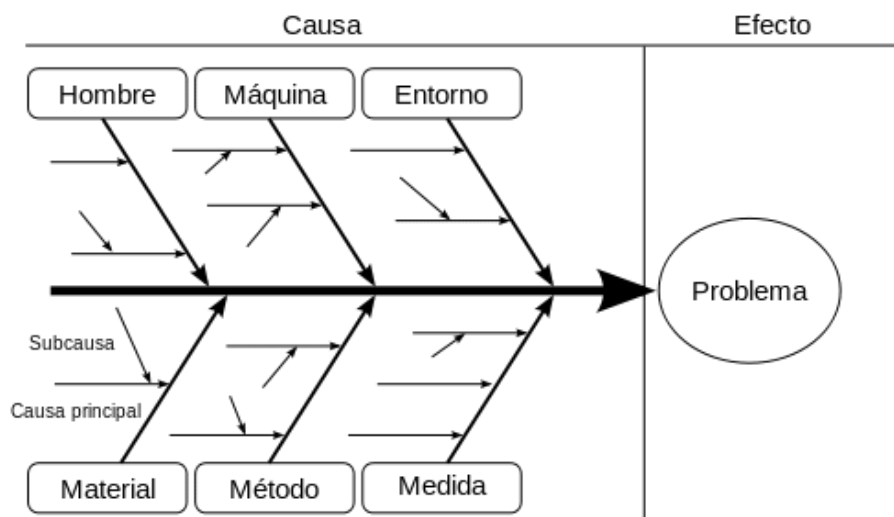 Causa
Efecto
Hombre
Máquina
Entorno
Problema
Subcausa
Causa principal
Material
Método
Medida